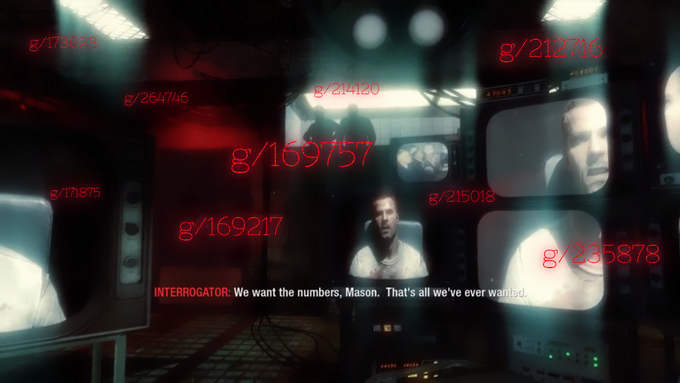 g/212716
g/214120
g/264746
g/169757
g/171875
g/215018
g/169217
g/235878
INTERROGATOR: We want the numbers, Mason. That's all we've ever wanted.